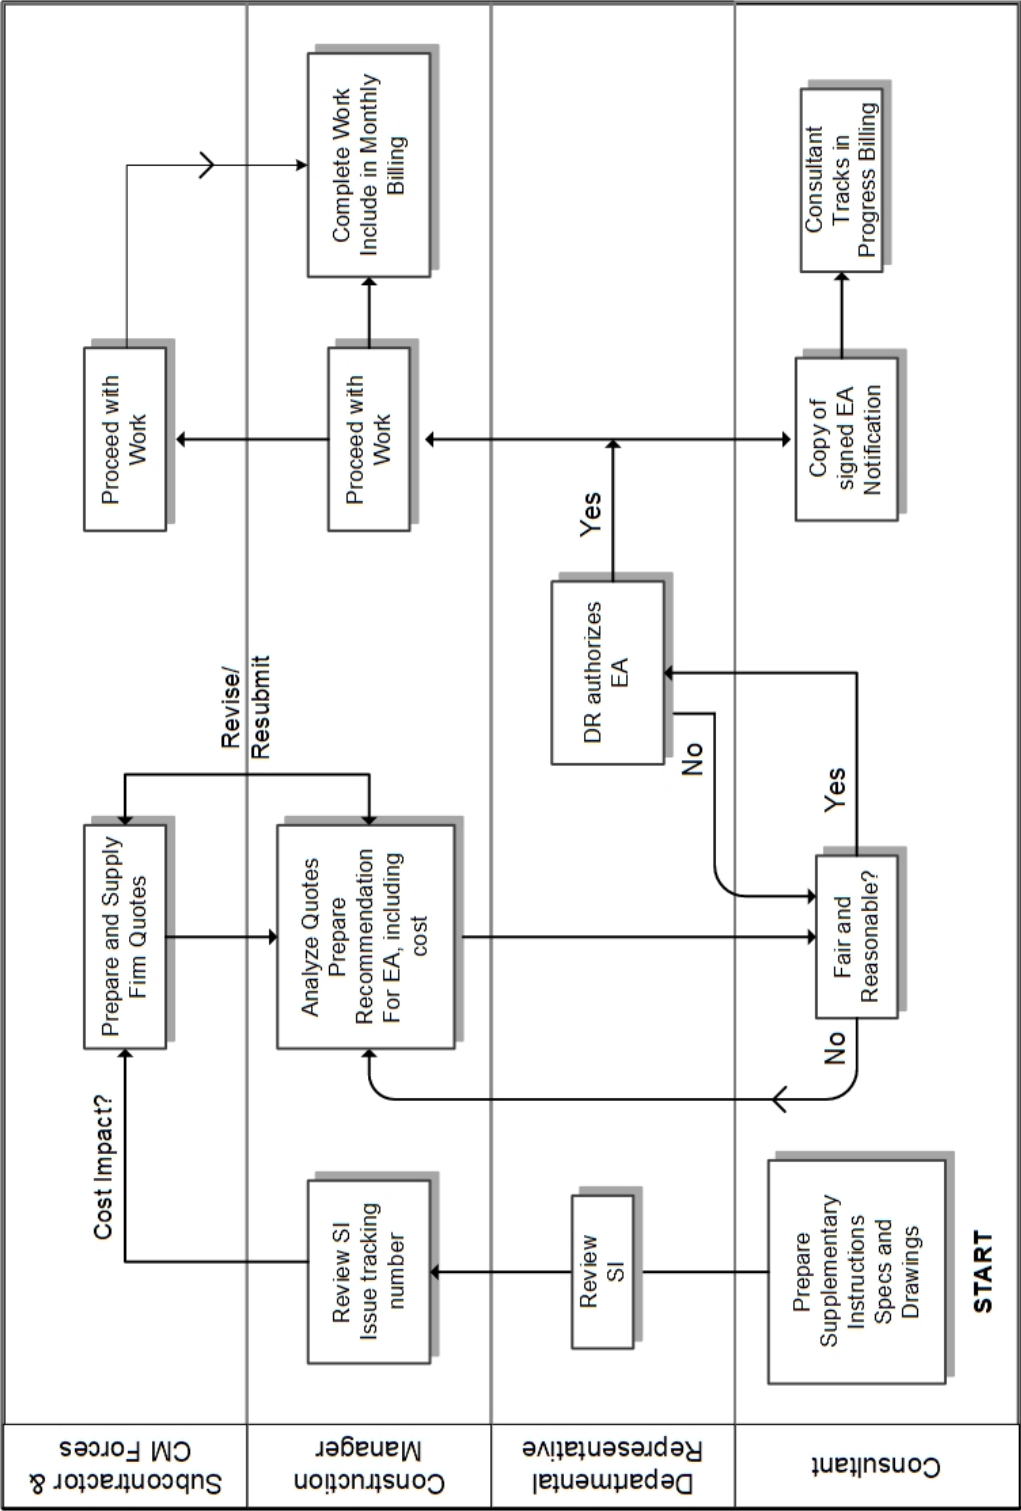 Subcontractor &
CM Forces
Cost Impact?
Prepare and Supply
Firm Quotes
Revise/
Resubmit
Proceed with
Work
Construction
Manager
Review SI
Issue tracking
number
Analyze Quotes
Prepare
Recommendation
For EA, including
cost
Proceed with
Work
Complete Work
Include in Monthly
Billing
Departmental
Representative
Review
SI
No
DR authorizes
EA
Yes
Consultant
Prepare
Supplementary
Instructions
Specs and
Drawings
START
No
Fair and
Reasonable?
Yes
Copy of
signed EA
Notification
Consultant
Tracks in
Progress Billing